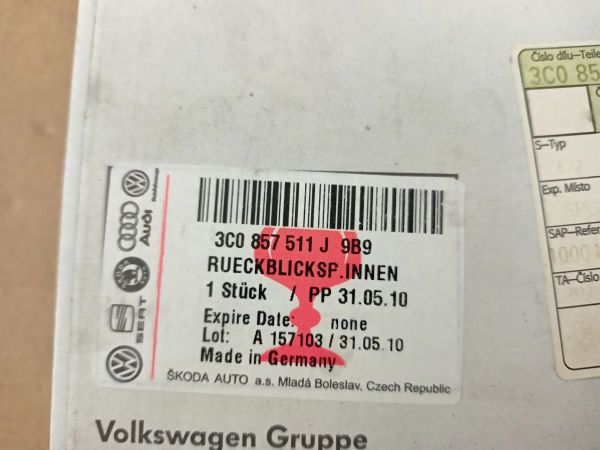 3C0 857 511 J 9B9
RUECKBLICKSP.INNEN
1 Stück / PP 31.05.10
Expire Date: none
Lot: A 157103 / 31.05.10
Made in Germany
ŠKODA AUTO a.s. Mladá Boleslav, Czech Republic
Volkswagen Gruppe
Audi
SEAT
Číslo dílu-Teile
3C0 85
S-Typ
Exp. Místo
SAP-Refer
TA-Číslo